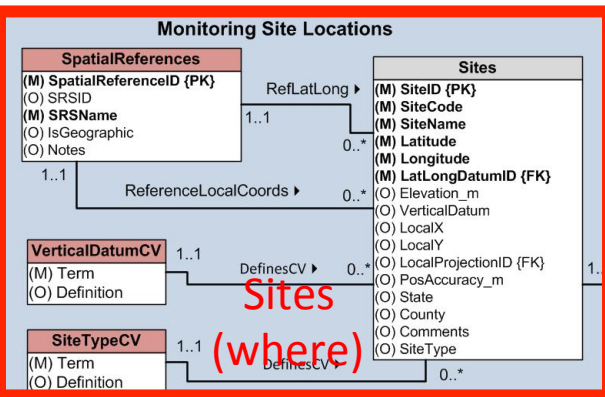 Monitoring Site Locations
SpatialReferences
(M) SpatialReferenceID {PK}
(O) SRSID
(M) SRSName
(O) IsGeographic
(O) Notes
RefLatLong ▸
1..1
0..*
1..1
ReferenceLocalCoords ▸
0..*
Sites
(M) SiteID {PK}
(M) SiteCode
(M) SiteName
(M) Latitude
(M) Longitude
(M) LatLongDatumID {FK}
(O) Elevation_m
(O) VerticalDatum
(O) LocalX
(O) LocalY
(O) LocalProjectionID {FK}
(O) PosAccuracy_m
(O) State
(O) County
(O) Comments
(O) SiteType
VerticalDatumCV
(M) Term
(O) Definition
1..1
DefinesCV ▸
0..*
Sites
(where)
SiteTypeCV
(M) Term
(O) Definition
1..1
DefinesCV ▸
0..*
1..